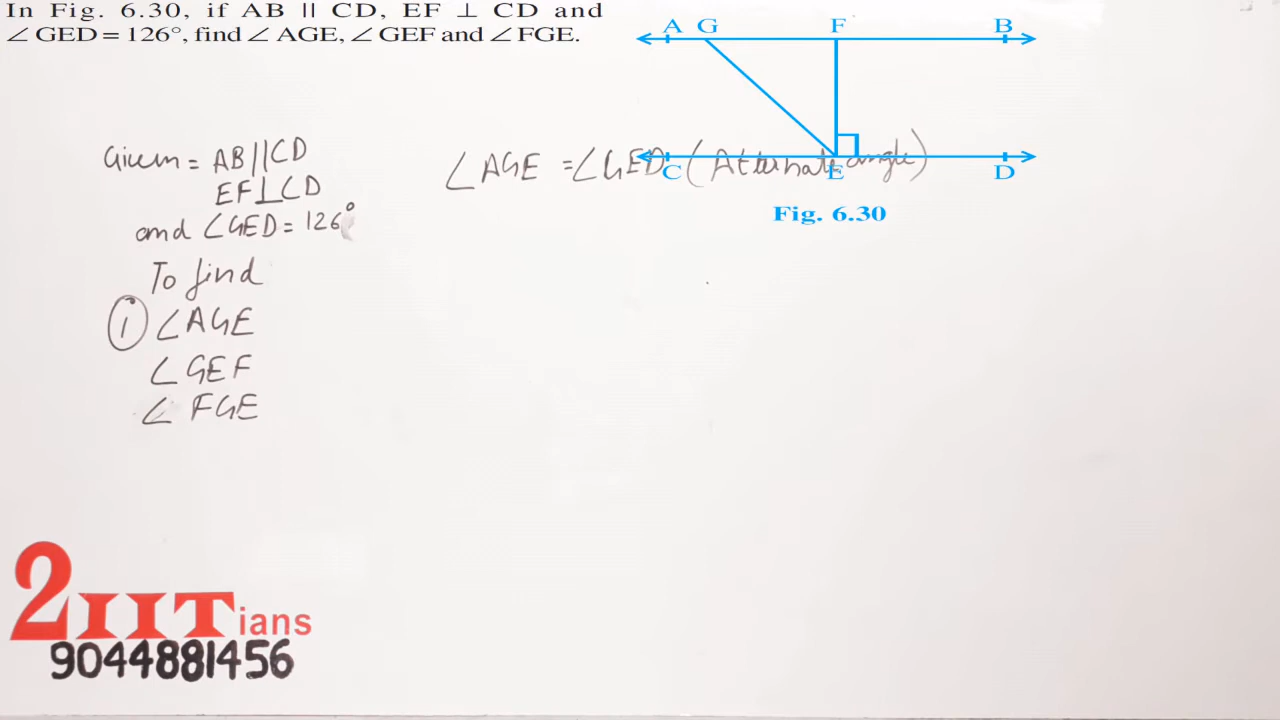 In Fig. 6.30, if AB || CD, EF ⊥ CD and
∠ GED = 126°, find ∠ AGE, ∠ GEF and ∠ FGE.
A G F B
C E D
Fig. 6.30
Given = AB||CD
EF⊥CD
and ∠GED = 126°
To find
i ∠AGE
∠GEF
∠FGE
∠AGE = ∠GED (Alternate angle)
2IITians
9044881456